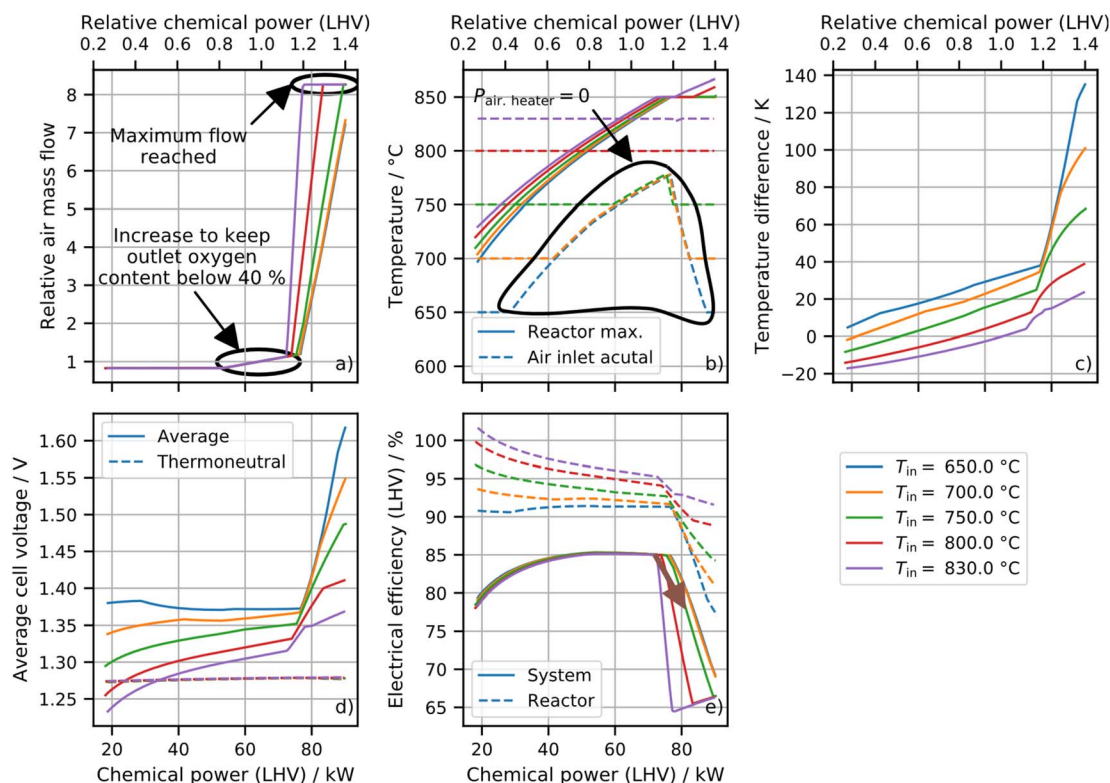 Relative chemical power (LHV)
0.2 0.4 0.6 0.8 1.0 1.2 1.4
Relative air mass flow
8
7
6
5
4
3
2
1
Maximum flow
reached
Increase to keep
outlet oxygen
content below 40 %
a)
Relative chemical power (LHV)
0.2 0.4 0.6 0.8 1.0 1.2 1.4
Temperature / °C
850
800
750
700
650
600
Pair. heater = 0
Reactor max.
Air inlet acutal
b)
Relative chemical power (LHV)
0.2 0.4 0.6 0.8 1.0 1.2 1.4
Temperature difference / K
140
120
100
80
60
40
20
0
−20
c)
Average cell voltage / V
1.60
1.55
1.50
1.45
1.40
1.35
1.30
1.25
Average
Thermoneutral
d)
20 40 60 80
Chemical power (LHV) / kW
Electrical efficiency (LHV) / %
100
95
90
85
80
75
70
65
System
Reactor
e)
20 40 60 80
Chemical power (LHV) / kW
Tin = 650.0 °C
Tin = 700.0 °C
Tin = 750.0 °C
Tin = 800.0 °C
Tin = 830.0 °C